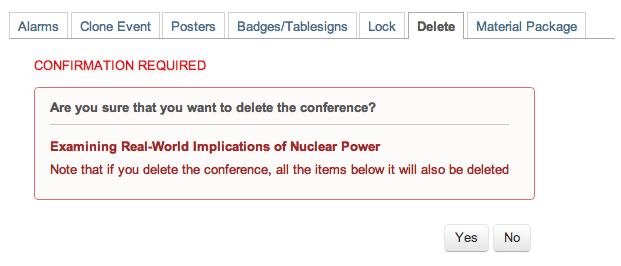 Alarms Clone Event Posters Badges/Tablesigns Lock Delete Material Package
CONFIRMATION REQUIRED
Are you sure that you want to delete the conference?
Examining Real-World Implications of Nuclear Power
Note that if you delete the conference, all the items below it will also be deleted
Yes No